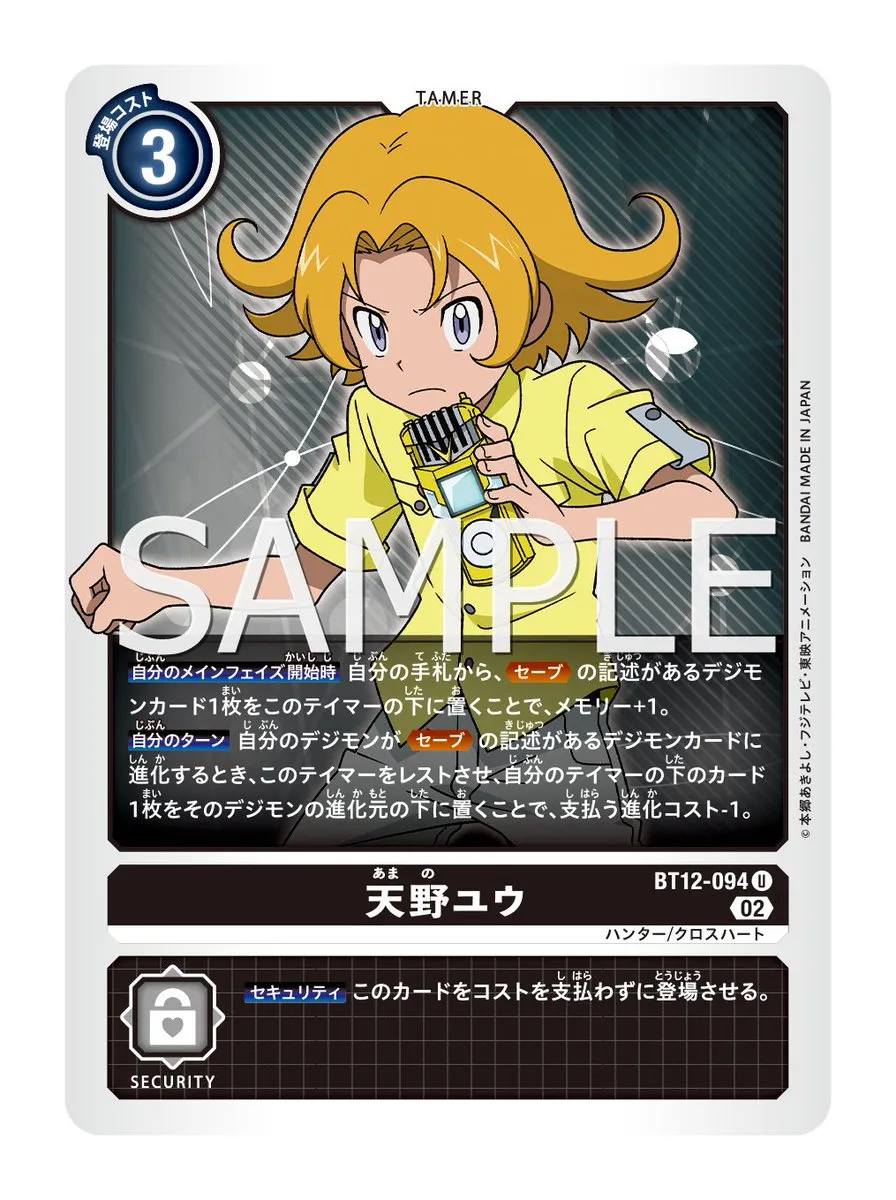 TAMER
登場コスト
3
SAMPLE
自分のメインフェイズ開始時 自分の手札から、セーブの記述があるデジモ
ンカード1枚をこのテイマーの下に置くことで、メモリー+1。
自分のターン 自分のデジモンがセーブの記述があるデジモンカードに
進化するとき、このテイマーをレストさせ、自分のテイマーの下のカード
1枚をそのデジモンの進化元の下に置くことで、支払う進化コスト-1。
あまの
天野ユウ
BT12-094 U
02
ハンター/クロスハート
セキュリティ このカードをコストを支払わずに登場させる。
SECURITY
©本郷あきよし・フジテレビ・東映アニメーション BANDAI MADE IN JAPAN